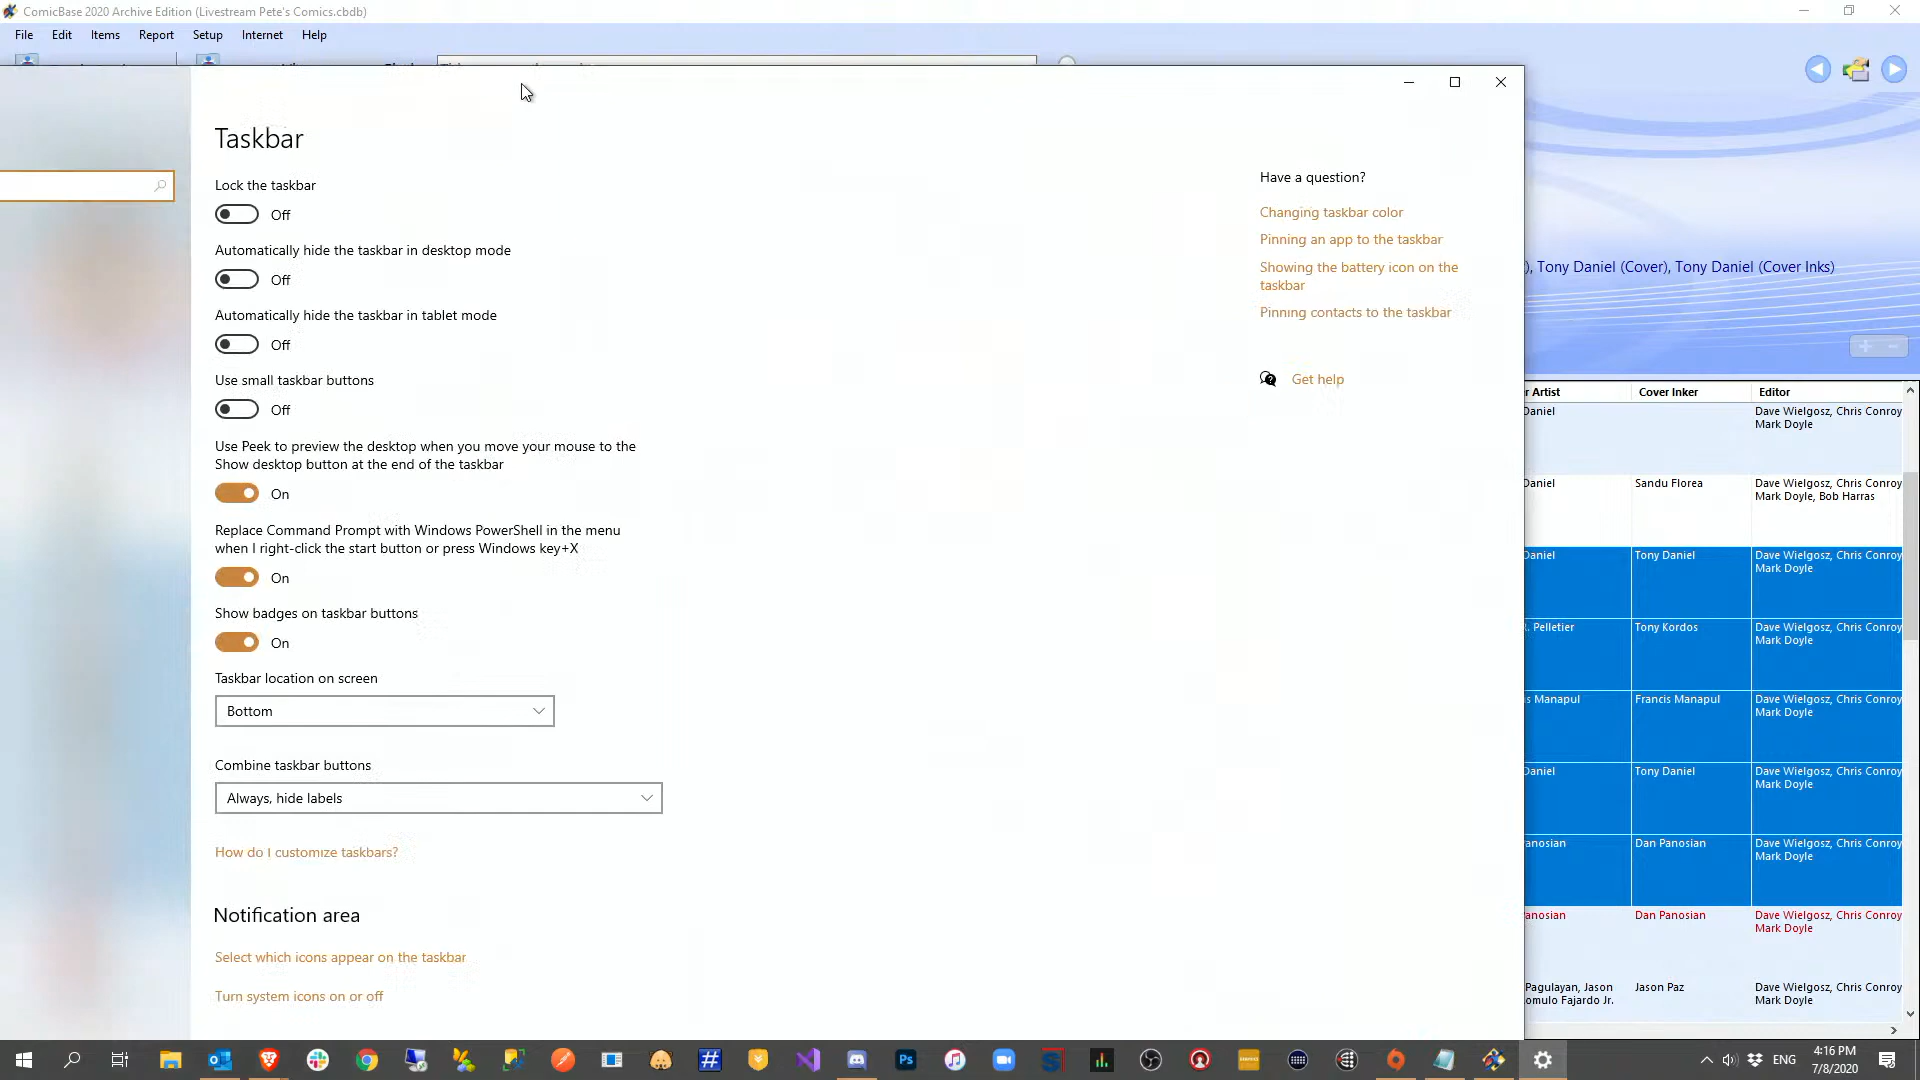 ComicBase 2020 Archive Edition (Livestream Pete's Comics.cbdb)
File Edit Items Report Setup Internet Help
Taskbar
Lock the taskbar
Off
Automatically hide the taskbar in desktop mode
Off
Automatically hide the taskbar in tablet mode
Off
Use small taskbar buttons
Off
Use Peek to preview the desktop when you move your mouse to the
Show desktop button at the end of the taskbar
On
Replace Command Prompt with Windows PowerShell in the menu
when I right-click the start button or press Windows key+X
On
Show badges on taskbar buttons
On
Taskbar location on screen
Bottom
Combine taskbar buttons
Always, hide labels
How do I customize taskbars?
Notification area
Select which icons appear on the taskbar
Turn system icons on or off
Have a question?
Changing taskbar color
Pinning an app to the taskbar
Showing the battery icon on the
taskbar
Pinning contacts to the taskbar
Get help
), Tony Daniel (Cover), Tony Daniel (Cover Inks)
r Artist Cover Inker Editor
Daniel Dave Wielgosz, Chris Conroy
Mark Doyle
Daniel Sandu Florea Dave Wielgosz, Chris Conroy
Mark Doyle, Bob Harras
Daniel Tony Daniel Dave Wielgosz, Chris Conroy
Mark Doyle
. Pelletier Tony Kordos Dave Wielgosz, Chris Conroy
Mark Doyle
s Manapul Francis Manapul Dave Wielgosz, Chris Conroy
Mark Doyle
Daniel Tony Daniel Dave Wielgosz, Chris Conroy
Mark Doyle
anosian Dan Panosian Dave Wielgosz, Chris Conroy
Mark Doyle
anosian Dan Panosian Dave Wielgosz, Chris Conroy
Mark Doyle
Pagulayan, Jason Jason Paz Dave Wielgosz, Chris Conroy
omulo Fajardo Jr. Mark Doyle
Ps
ENG
4:16 PM
7/8/2020